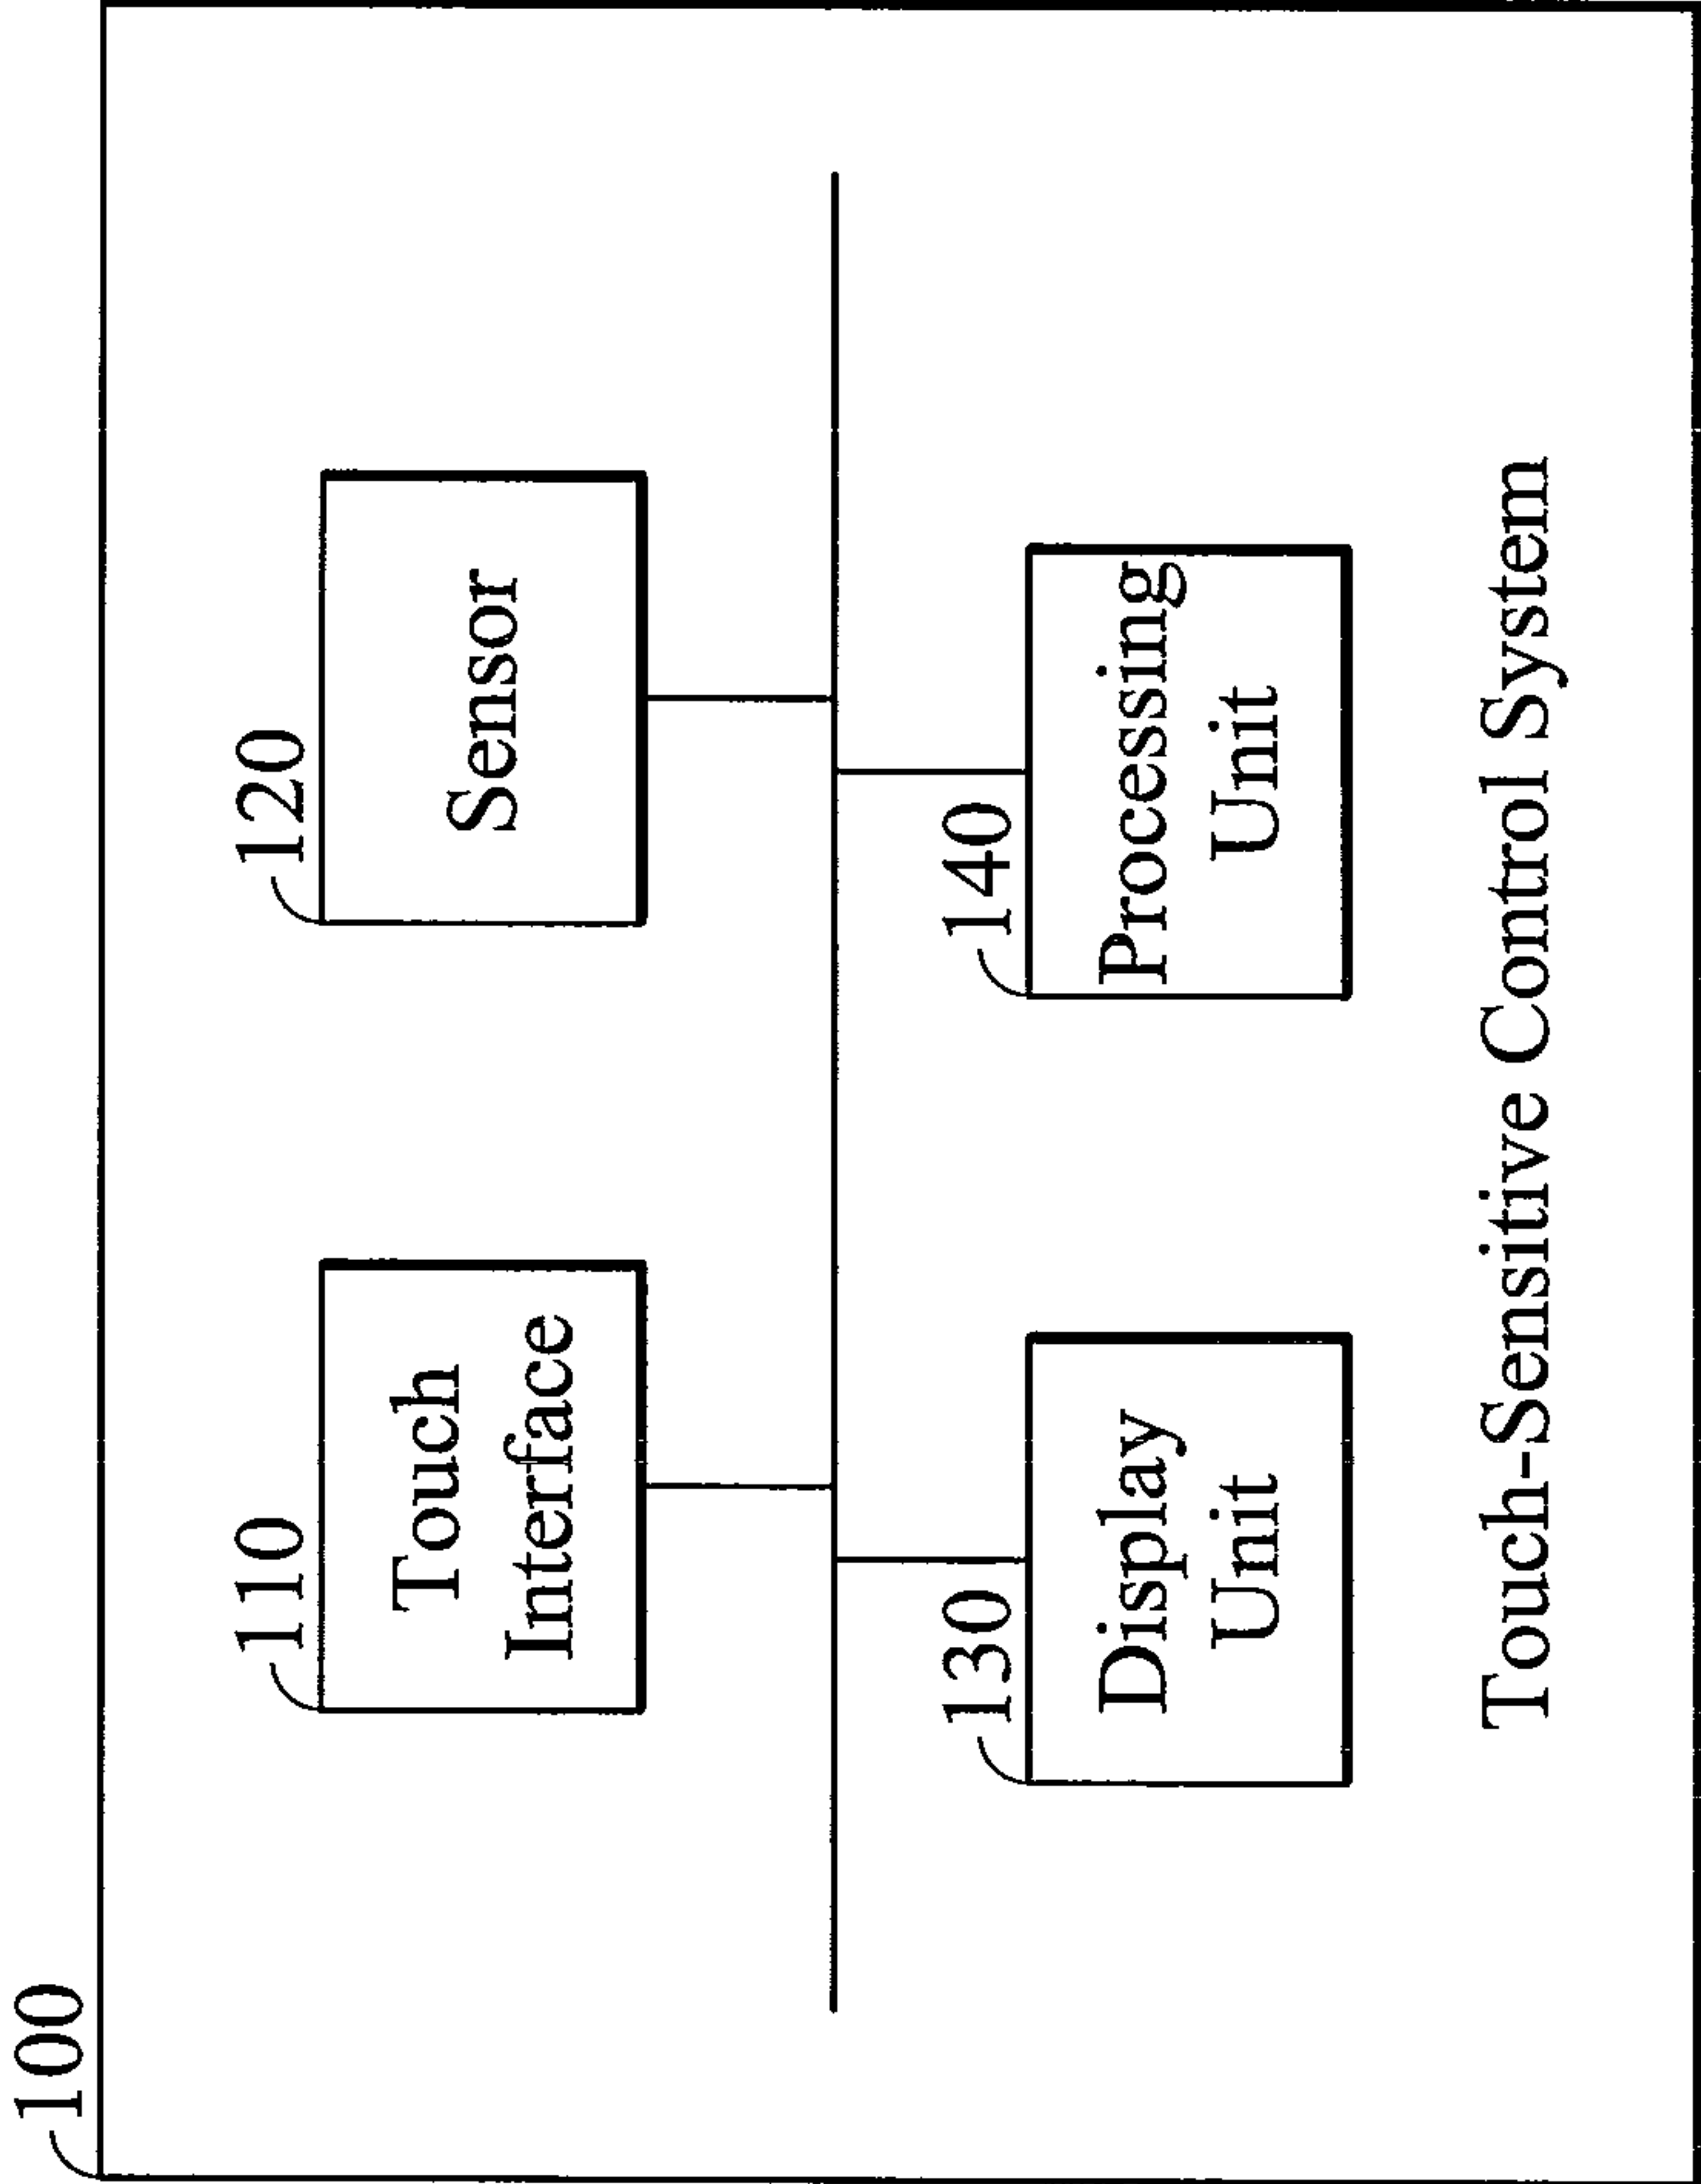 100
110
Touch
Interface
120
Sensor
130
Display
Unit
140
Processing
Unit
Touch-Sensitive Control System